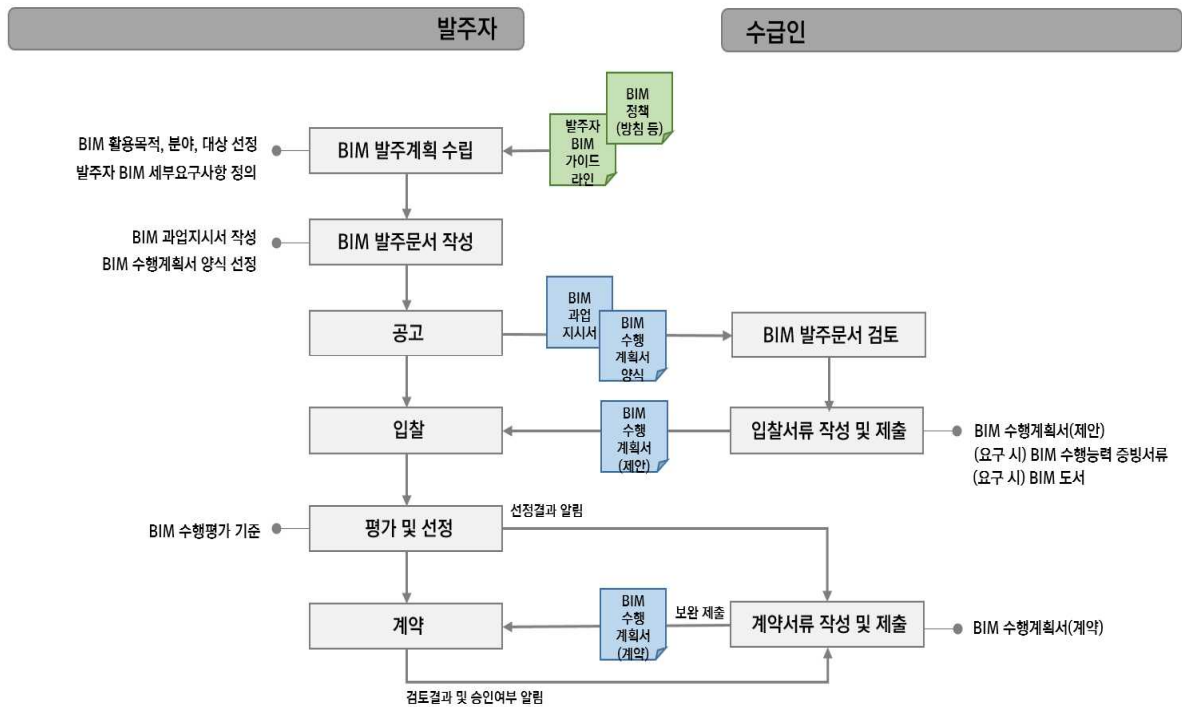 발주자
수급인
BIM
정책
(방침 등)
발주자
BIM
가이드
라인
BIM 활용목적, 분야, 대상 선정
발주자 BIM 세부요구사항 정의
BIM 발주계획 수립
BIM 과업지시서 작성
BIM 수행계획서 양식 선정
BIM 발주문서 작성
공고
BIM
과업
지시서
BIM
수행
계획서
양식
BIM 발주문서 검토
입찰
BIM
수행
계획서
(제안)
입찰서류 작성 및 제출
BIM 수행계획서(제안)
(요구 시) BIM 수행능력 증빙서류
(요구 시) BIM 도서
BIM 수행평가 기준
평가 및 선정
선정결과 알림
계약
BIM
수행
계획서
(계약)
보완 제출
계약서류 작성 및 제출
BIM 수행계획서(계약)
검토결과 및 승인여부 알림